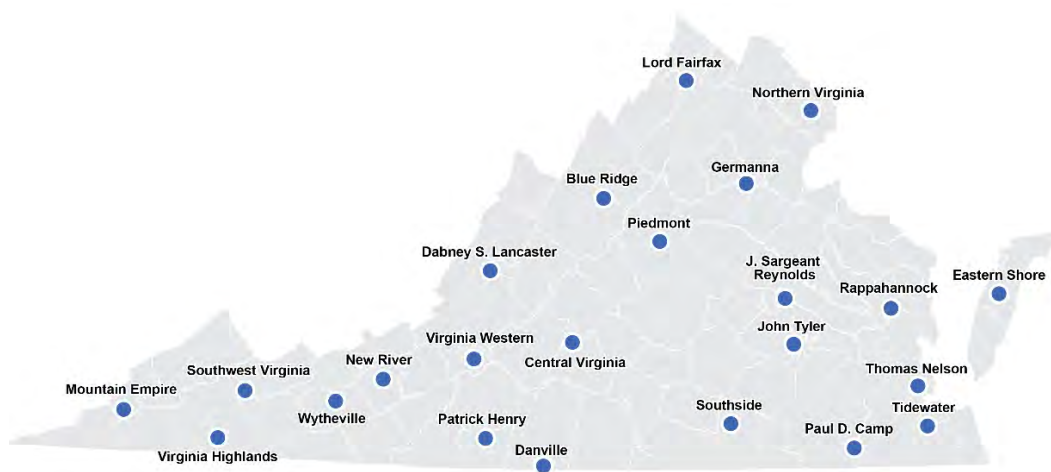 Lord Fairfax
Northern Virginia
Germanna
Blue Ridge
Piedmont
Dabney S. Lancaster
J. Sargeant
Reynolds
Eastern Shore
Rappahannock
John Tyler
Virginia Western
Central Virginia
New River
Southwest Virginia
Thomas Nelson
Mountain Empire
Wytheville
Southside
Tidewater
Patrick Henry
Paul D. Camp
Danville
Virginia Highlands